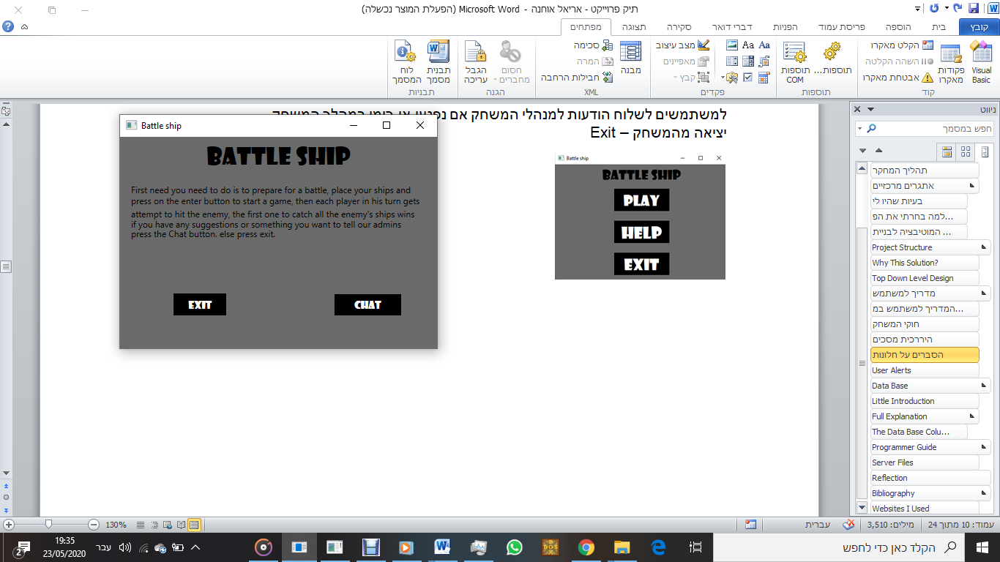 תיק פרוייקט - אריאל אוחנה - Microsoft Word (הפעלת המוצר נכשלה)
קובץ
בית
הוספה
פריסת עמוד
הפניות
דברי דואר
סקירה
תצוגה
מפתחים
Visual Basic
פקודות מאקרו
הקלט מאקרו
השהה הקלטה
אבטחת מאקרו
קוד
תוספות...
תוספות COM
תוספות
Aa Aa
מצב עיצוב
מאפיינים
קבץ
פקדים
מבנה
סכימה
המרה
חבילות הרחבה
XML
חסום מחברים
הגבל עריכה
הגנה
תבנית מסמך
לוח המסמך
תבניות
ניווט
חפש במסמך
תהליך המחקר
אתגרים מרכזיים
בעיות שהיו לי
למה בחרתי את הפ...
המוטיבציה לבניית ...
Project Structure
Why This Solution?
Top Down Level Design
מדריך למשתמש
המדריך למשתמש במ...
חוקי המשחק
היררכית מסכים
הסברים על חלונות
User Alerts
Data Base
Little Introduction
Full Explanation
The Data Base Colu...
Programmer Guide
Server Files
Reflection
Bibliography
Websites I Used
למשתמשים לשלוח הודעות למנהלי המשחק אם
יציאה מהמשחק – Exit
Battle ship
BATTLE SHIP
PLAY
HELP
EXIT
Battle ship
BATTLE SHIP
First need you need to do is to prepare for a battle, place your ships and
press on the enter button to start a game, then each player in his turn gets
attempt to hit the enemy, the first one to catch all the enemy's ships wins
if you have any suggestions or something you want to tell our admins
press the Chat button. else press exit.
EXIT
CHAT
עמוד: 10 מתוך 24
מילים: 3,510
עברית
130%
הקלד כאן כדי לחפש
DOS
עבר
19:35
23/05/2020
2